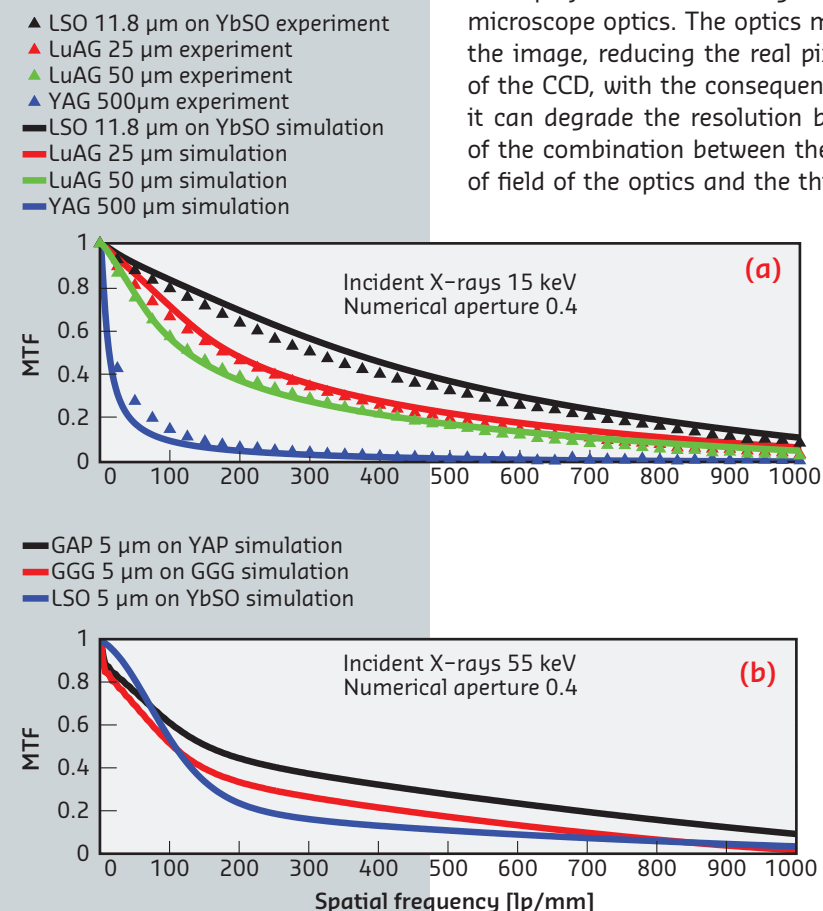 LSO 11.8 µm on YbSO experiment
LuAG 25 µm experiment
LuAG 50 µm experiment
YAG 500µm experiment
LSO 11.8 µm on YbSO simulation
LuAG 25 µm simulation
LuAG 50 µm simulation
YAG 500 µm simulation
microscope optics. The optics m
the image, reducing the real pix
of the CCD, with the consequen
it can degrade the resolution b
of the combination between the
of field of the optics and the thi
(a)
Incident X-rays 15 keV
Numerical aperture 0.4
MTF
1
0.8
0.6
0.4
0.2
0
0 100 200 300 400 500 600 700 800 900 1000
GAP 5 µm on YAP simulation
GGG 5 µm on GGG simulation
LSO 5 µm on YbSO simulation
(b)
Incident X-rays 55 keV
Numerical aperture 0.4
MTF
1
0.8
0.6
0.4
0.2
0
0 100 200 300 400 500 600 700 800 900 1000
Spatial frequency [lp/mm]